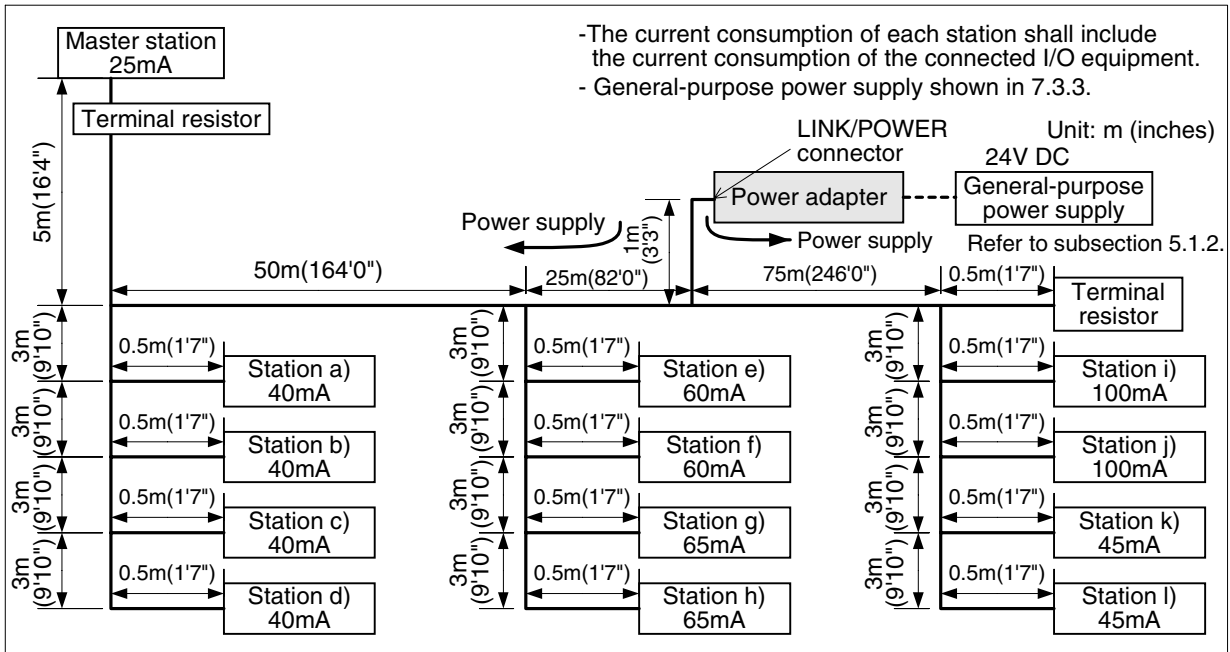 Master station
25mA
-The current consumption of each station shall include
the current consumption of the connected I/O equipment.
- General-purpose power supply shown in 7.3.3.
Terminal resistor
LINK/POWER
connector
Unit: m (inches)
24V DC
Power adapter
General-purpose
power supply
5m(16'4")
Power supply
1m
(3'3")
Power supply
Refer to subsection 5.1.2.
50m(164'0")
25m(82'0")
75m(246'0")
0.5m(1'7")
Terminal
resistor
3m
(9'10")
0.5m(1'7")
Station a)
40mA
3m
(9'10")
0.5m(1'7")
Station e)
60mA
3m
(9'10")
0.5m(1'7")
Station i)
100mA
3m
(9'10")
0.5m(1'7")
Station b)
40mA
3m
(9'10")
0.5m(1'7")
Station f)
60mA
3m
(9'10")
0.5m(1'7")
Station j)
100mA
3m
(9'10")
0.5m(1'7")
Station c)
40mA
3m
(9'10")
0.5m(1'7")
Station g)
65mA
3m
(9'10")
0.5m(1'7")
Station k)
45mA
3m
(9'10")
0.5m(1'7")
Station d)
40mA
3m
(9'10")
0.5m(1'7")
Station h)
65mA
3m
(9'10")
0.5m(1'7")
Station l)
45mA